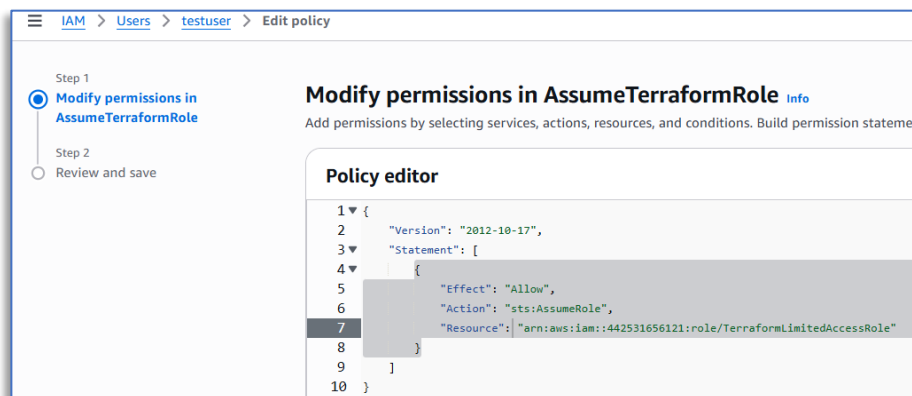 IAM > Users > testuser > Edit policy
Step 1
Modify permissions in
AssumeTerraformRole
Step 2
Review and save
Modify permissions in AssumeTerraformRole Info
Add permissions by selecting services, actions, resources, and conditions. Build permission stateme
Policy editor
1 {
2 "Version": "2012-10-17",
3 "Statement": [
4 {
5 "Effect": "Allow",
6 "Action": "sts:AssumeRole",
7 "Resource": "arn:aws:iam::442531656121:role/TerraformLimitedAccessRole"
8 }
9 ]
10 }